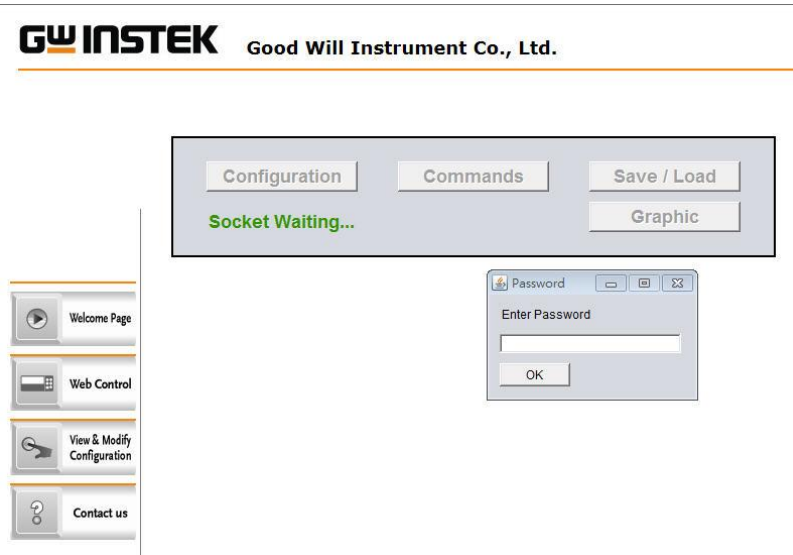 GW INSTEK Good Will Instrument Co., Ltd.
Configuration Commands Save / Load
Socket Waiting... Graphic
Password
Enter Password
OK
Welcome Page
Web Control
View & Modify
Configuration
Contact us